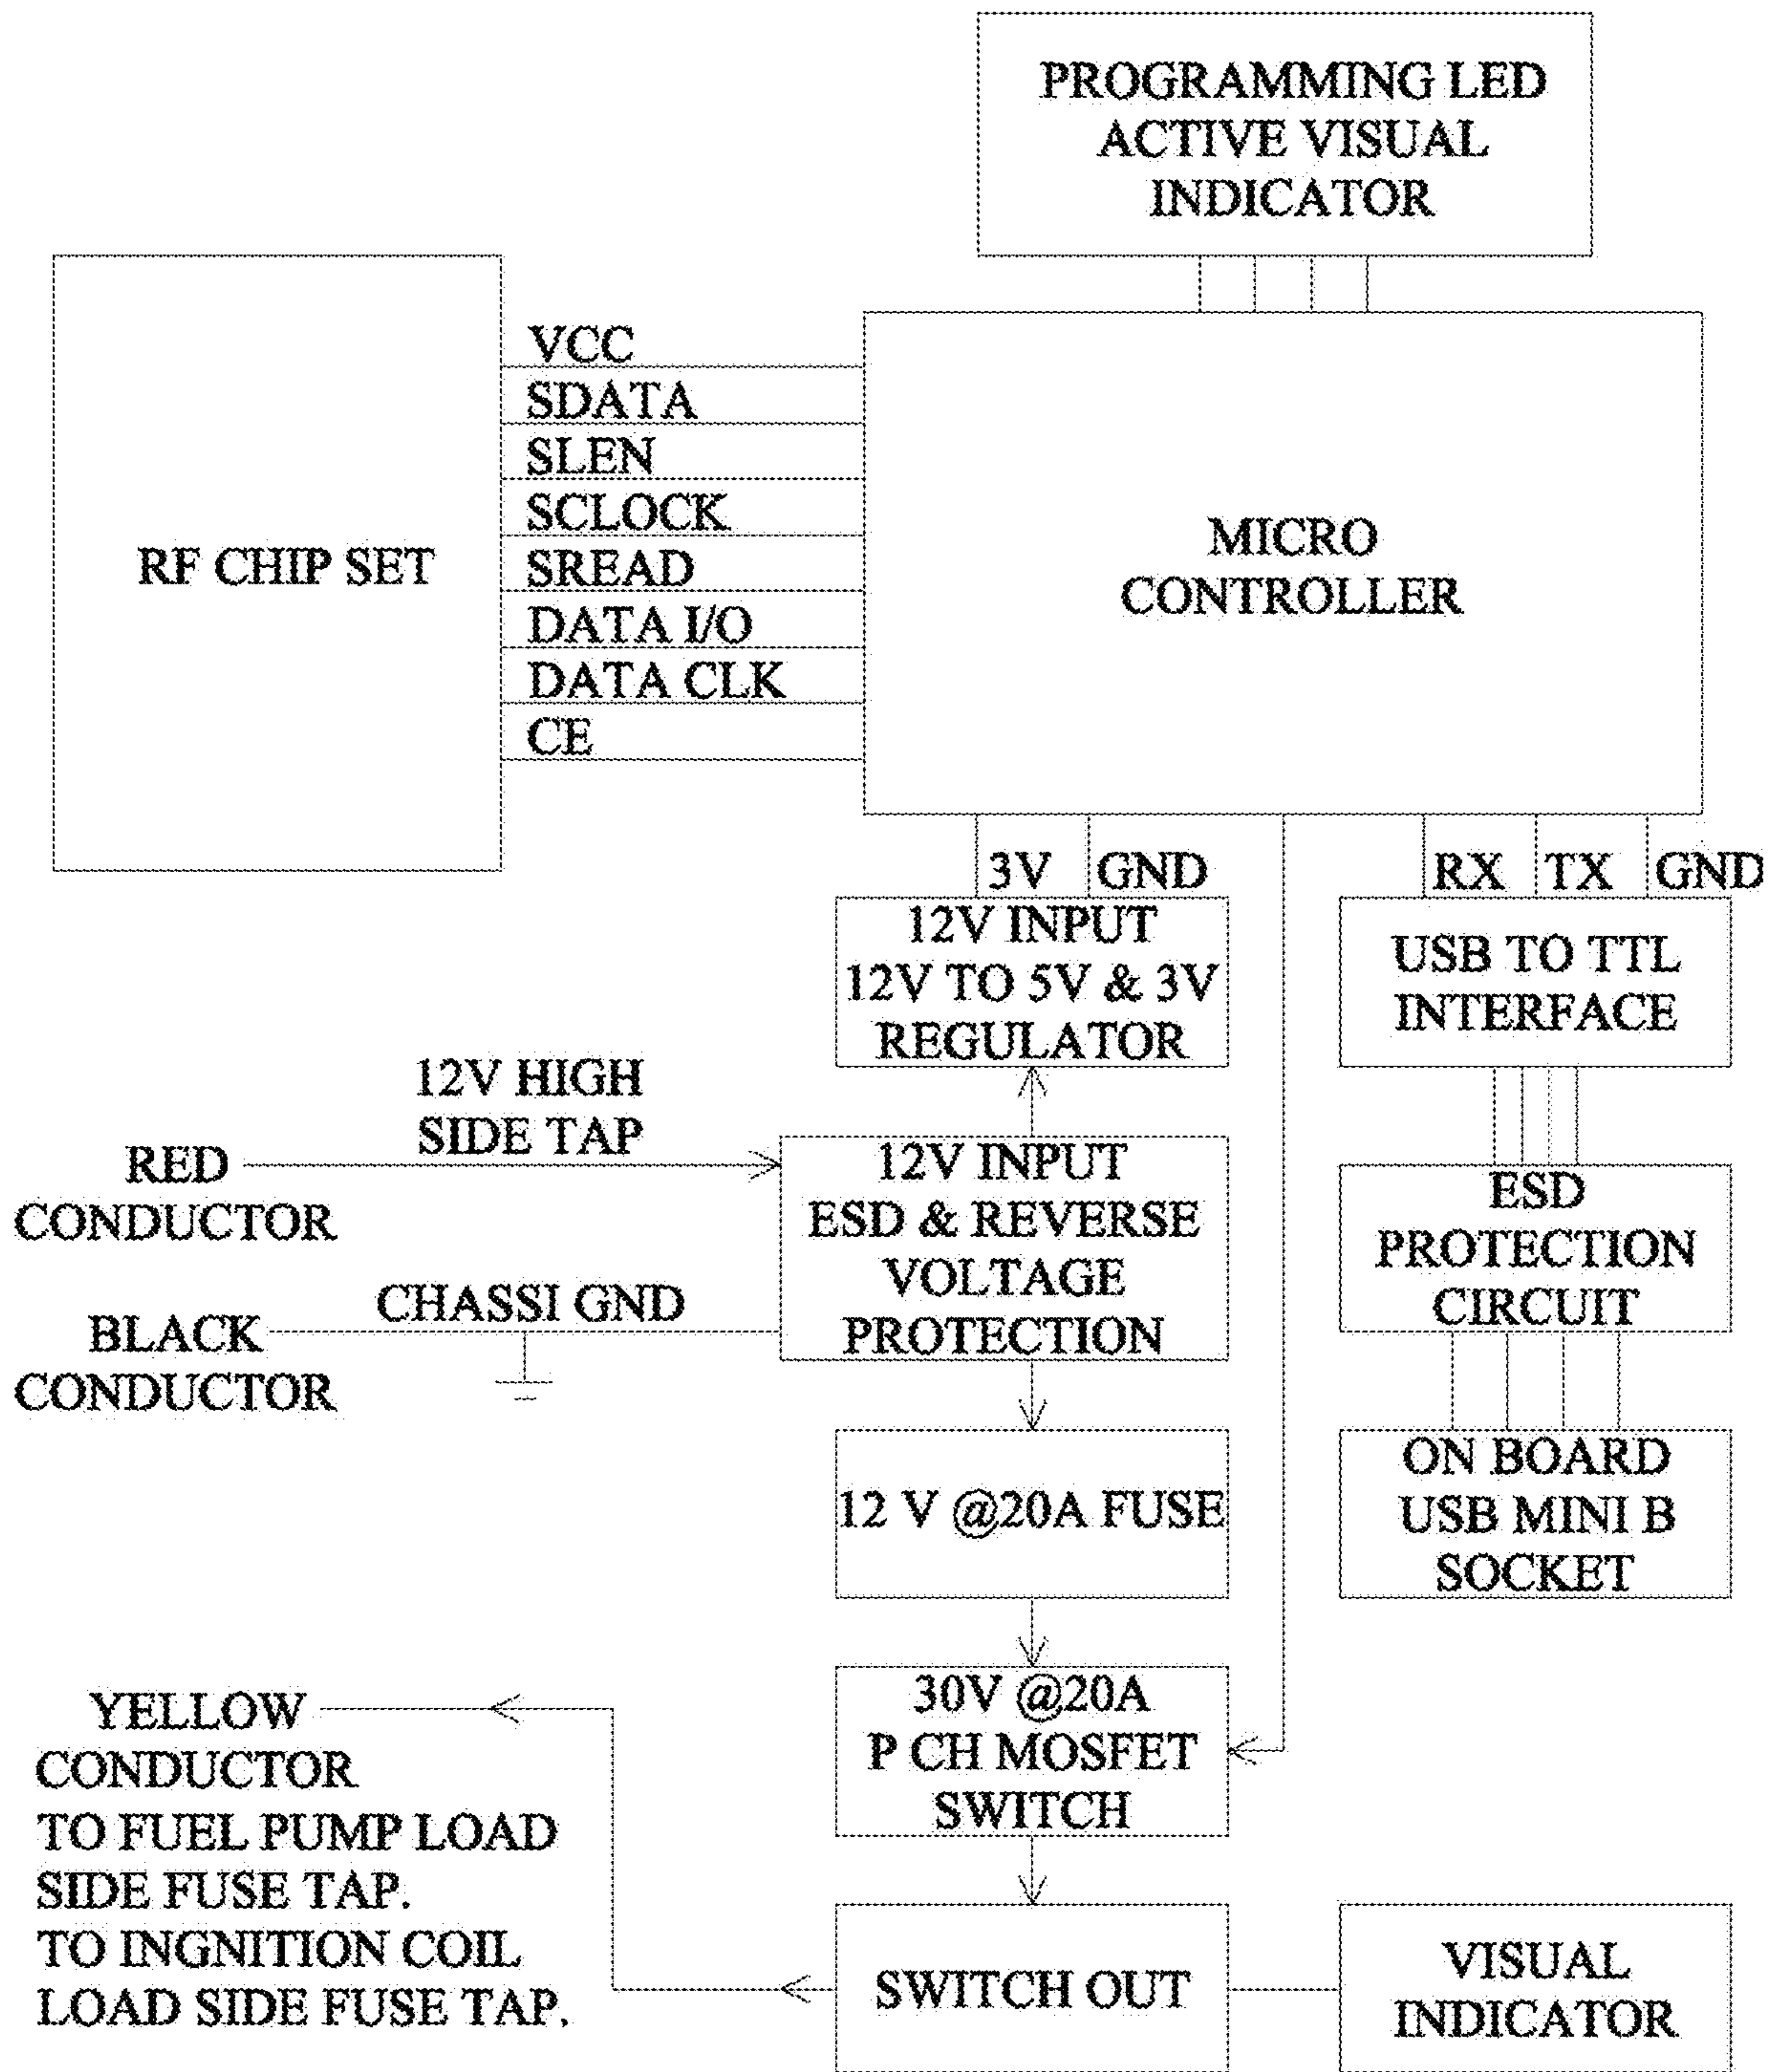 PROGRAMMING LED
ACTIVE VISUAL
INDICATOR
RF CHIP SET
VCC
SDATA
SLEN
SCLOCK
SREAD
DATA I/O
DATA CLK
CE
MICRO
CONTROLLER
3V
GND
RX
TX
GND
12V INPUT
12V TO 5V & 3V
REGULATOR
USB TO TTL
INTERFACE
12V HIGH
SIDE TAP
RED
CONDUCTOR
12V INPUT
ESD & REVERSE
VOLTAGE
PROTECTION
ESD
PROTECTION
CIRCUIT
CHASSI GND
BLACK
CONDUCTOR
12 V @20A FUSE
ON BOARD
USB MINI B
SOCKET
30V @20A
P CH MOSFET
SWITCH
YELLOW
CONDUCTOR
TO FUEL PUMP LOAD
SIDE FUSE TAP.
TO INGNITION COIL
LOAD SIDE FUSE TAP.
SWITCH OUT
VISUAL
INDICATOR